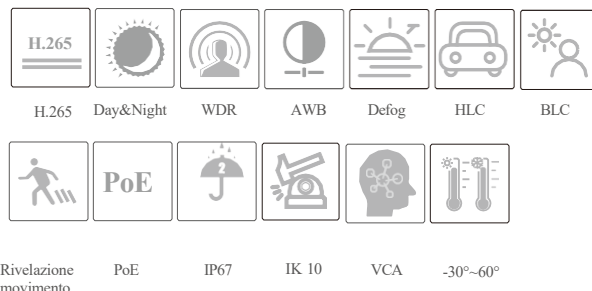 H.265
H.265 Day&Night WDR AWB Defog HLC BLC
PoE 2
Rivelazione PoE IP67 IK 10 VCA -30°~60°
movimento